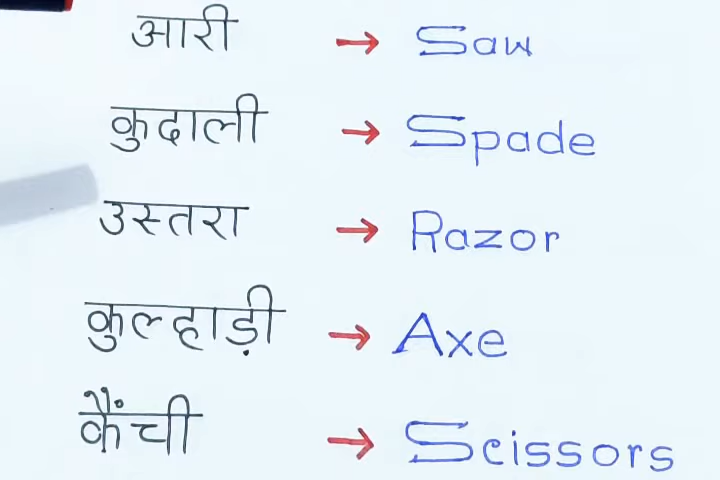 आरी → Saw
कुदाली → Spade
उस्तरा → Razor
कुल्हाड़ी → Axe
कैंची → Scissors